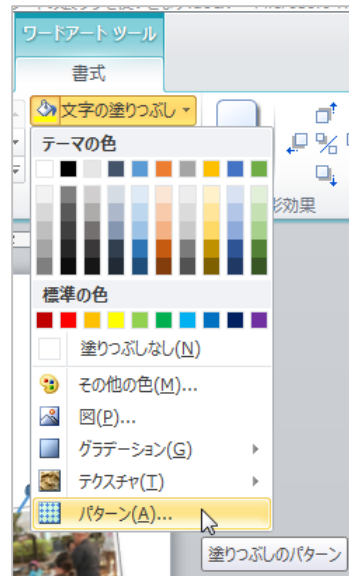 ワードアート ツール
書式
文字の塗りつぶし
影効果
テーマの色
標準の色
塗りつぶしなし(N)
その他の色(M)...
図(P)...
グラデーション(G)
テクスチャ(T)
パターン(A)...
塗りつぶしのパターン